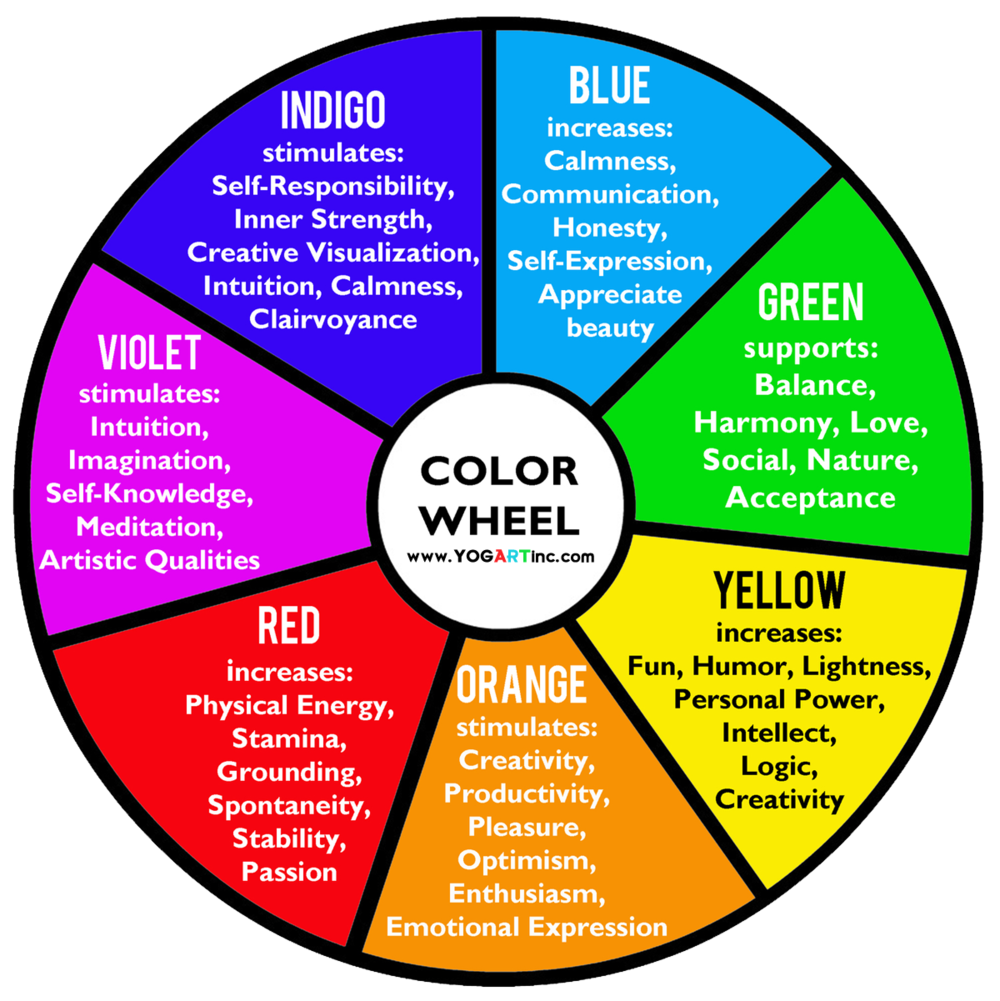 INDIGO
stimulates:
Self-Responsibility,
Inner Strength,
Creative Visualization,
Intuition, Calmness,
Clairvoyance
BLUE
increases:
Calmness,
Communication,
Honesty,
Self-Expression,
Appreciate
beauty
GREEN
supports:
Balance,
Harmony, Love,
Social, Nature,
Acceptance
YELLOW
increases:
Fun, Humor, Lightness,
Personal Power,
Intellect,
Logic,
Creativity
ORANGE
stimulates:
Creativity,
Productivity,
Pleasure,
Optimism,
Enthusiasm,
Emotional Expression
RED
increases:
Physical Energy,
Stamina,
Grounding,
Spontaneity,
Stability,
Passion
VIOLET
stimulates:
Intuition,
Imagination,
Self-Knowledge,
Meditation,
Artistic Qualities
COLOR
WHEEL
www.YOGARTinc.com